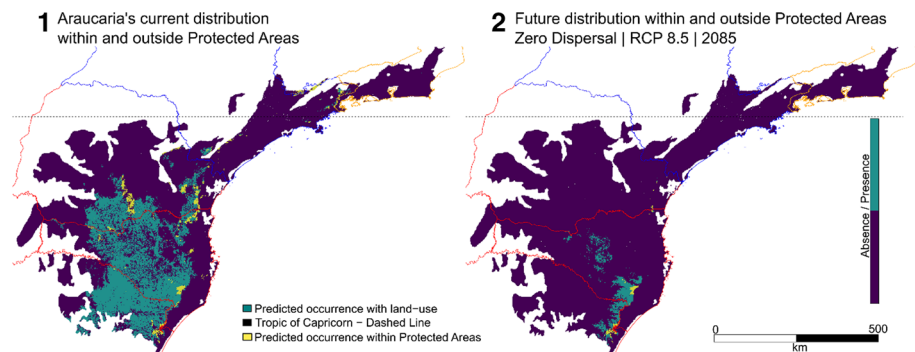 1 Araucaria's current distribution
within and outside Protected Areas
2 Future distribution within and outside Protected Areas
Zero Dispersal | RCP 8.5 | 2085
Absence / Presence
Predicted occurrence with land-use
Tropic of Capricorn - Dashed Line
Predicted occurrence within Protected Areas
0 500
km